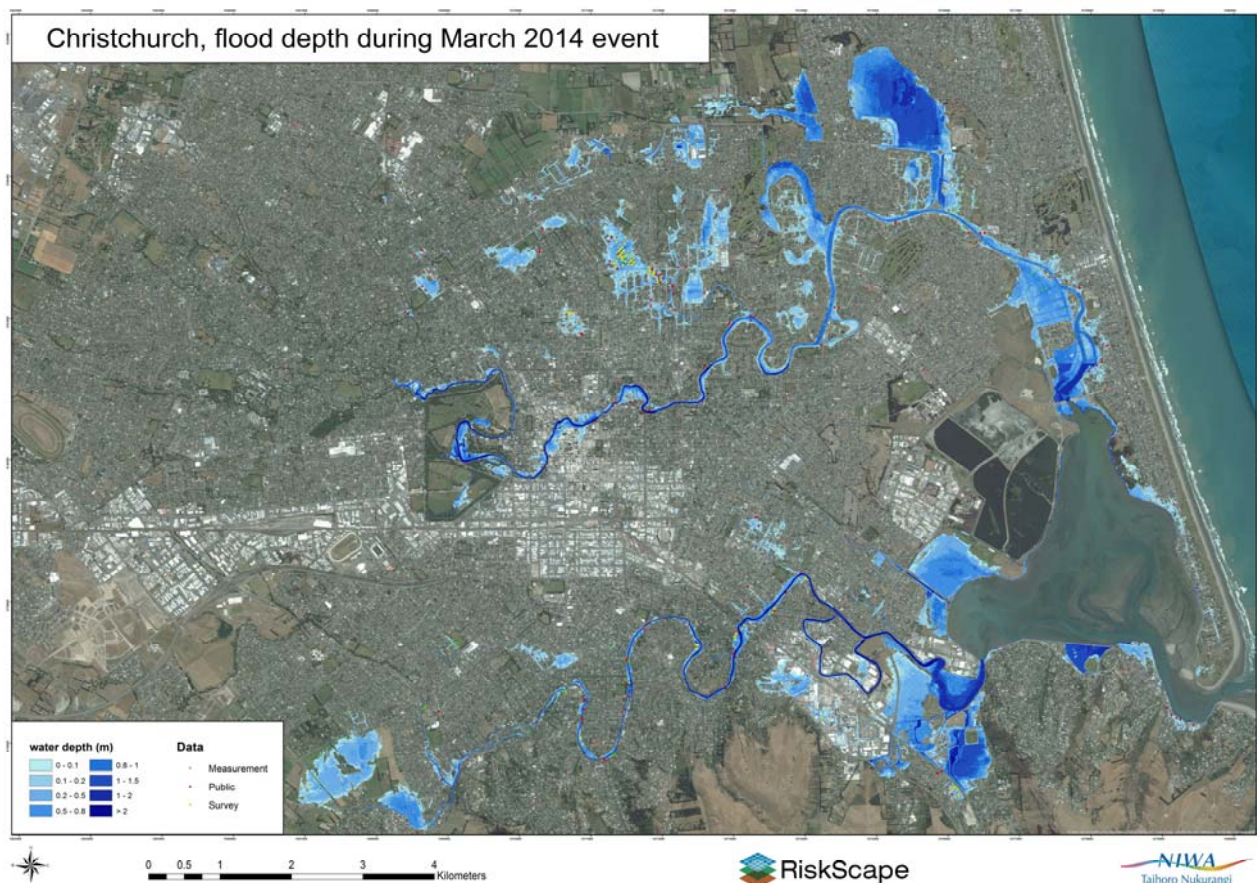 Christchurch, flood depth during March 2014 event
water depth (m)
0 - 0.1
0.1 - 0.2
0.2 - 0.5
0.5 - 0.8
0.6 - 1
1 - 1.5
1 - 2
> 2
Data
Measurement
Public
Survey
0 0.5 1 2 3 4
Kilometers
RiskScape
NIWA
Taihoro Nukurangi